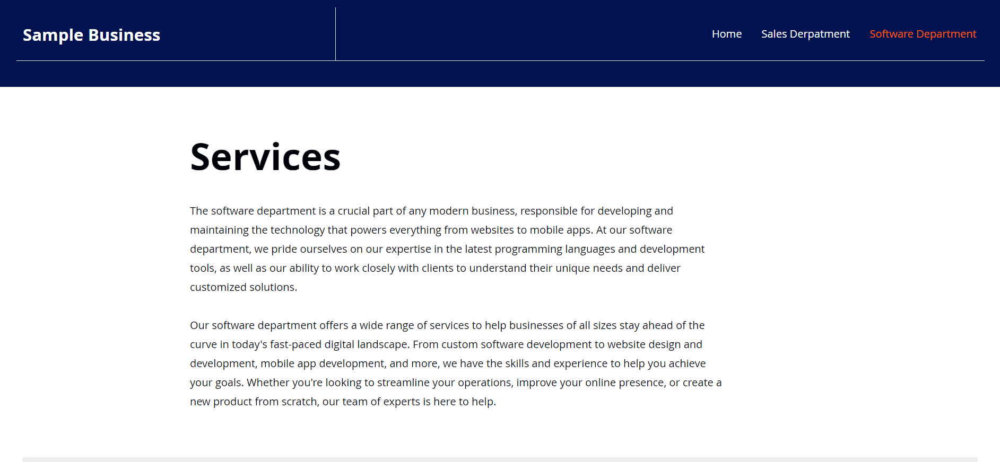 Sample Business
Home Sales Derpatment Software Department
Services
The software department is a crucial part of any modern business, responsible for developing and
maintaining the technology that powers everything from websites to mobile apps. At our software
department, we pride ourselves on our expertise in the latest programming languages and development
tools, as well as our ability to work closely with clients to understand their unique needs and deliver
customized solutions.
Our software department offers a wide range of services to help businesses of all sizes stay ahead of the
curve in today's fast-paced digital landscape. From custom software development to website design and
development, mobile app development, and more, we have the skills and experience to help you achieve
your goals. Whether you're looking to streamline your operations, improve your online presence, or create a
new product from scratch, our team of experts is here to help.